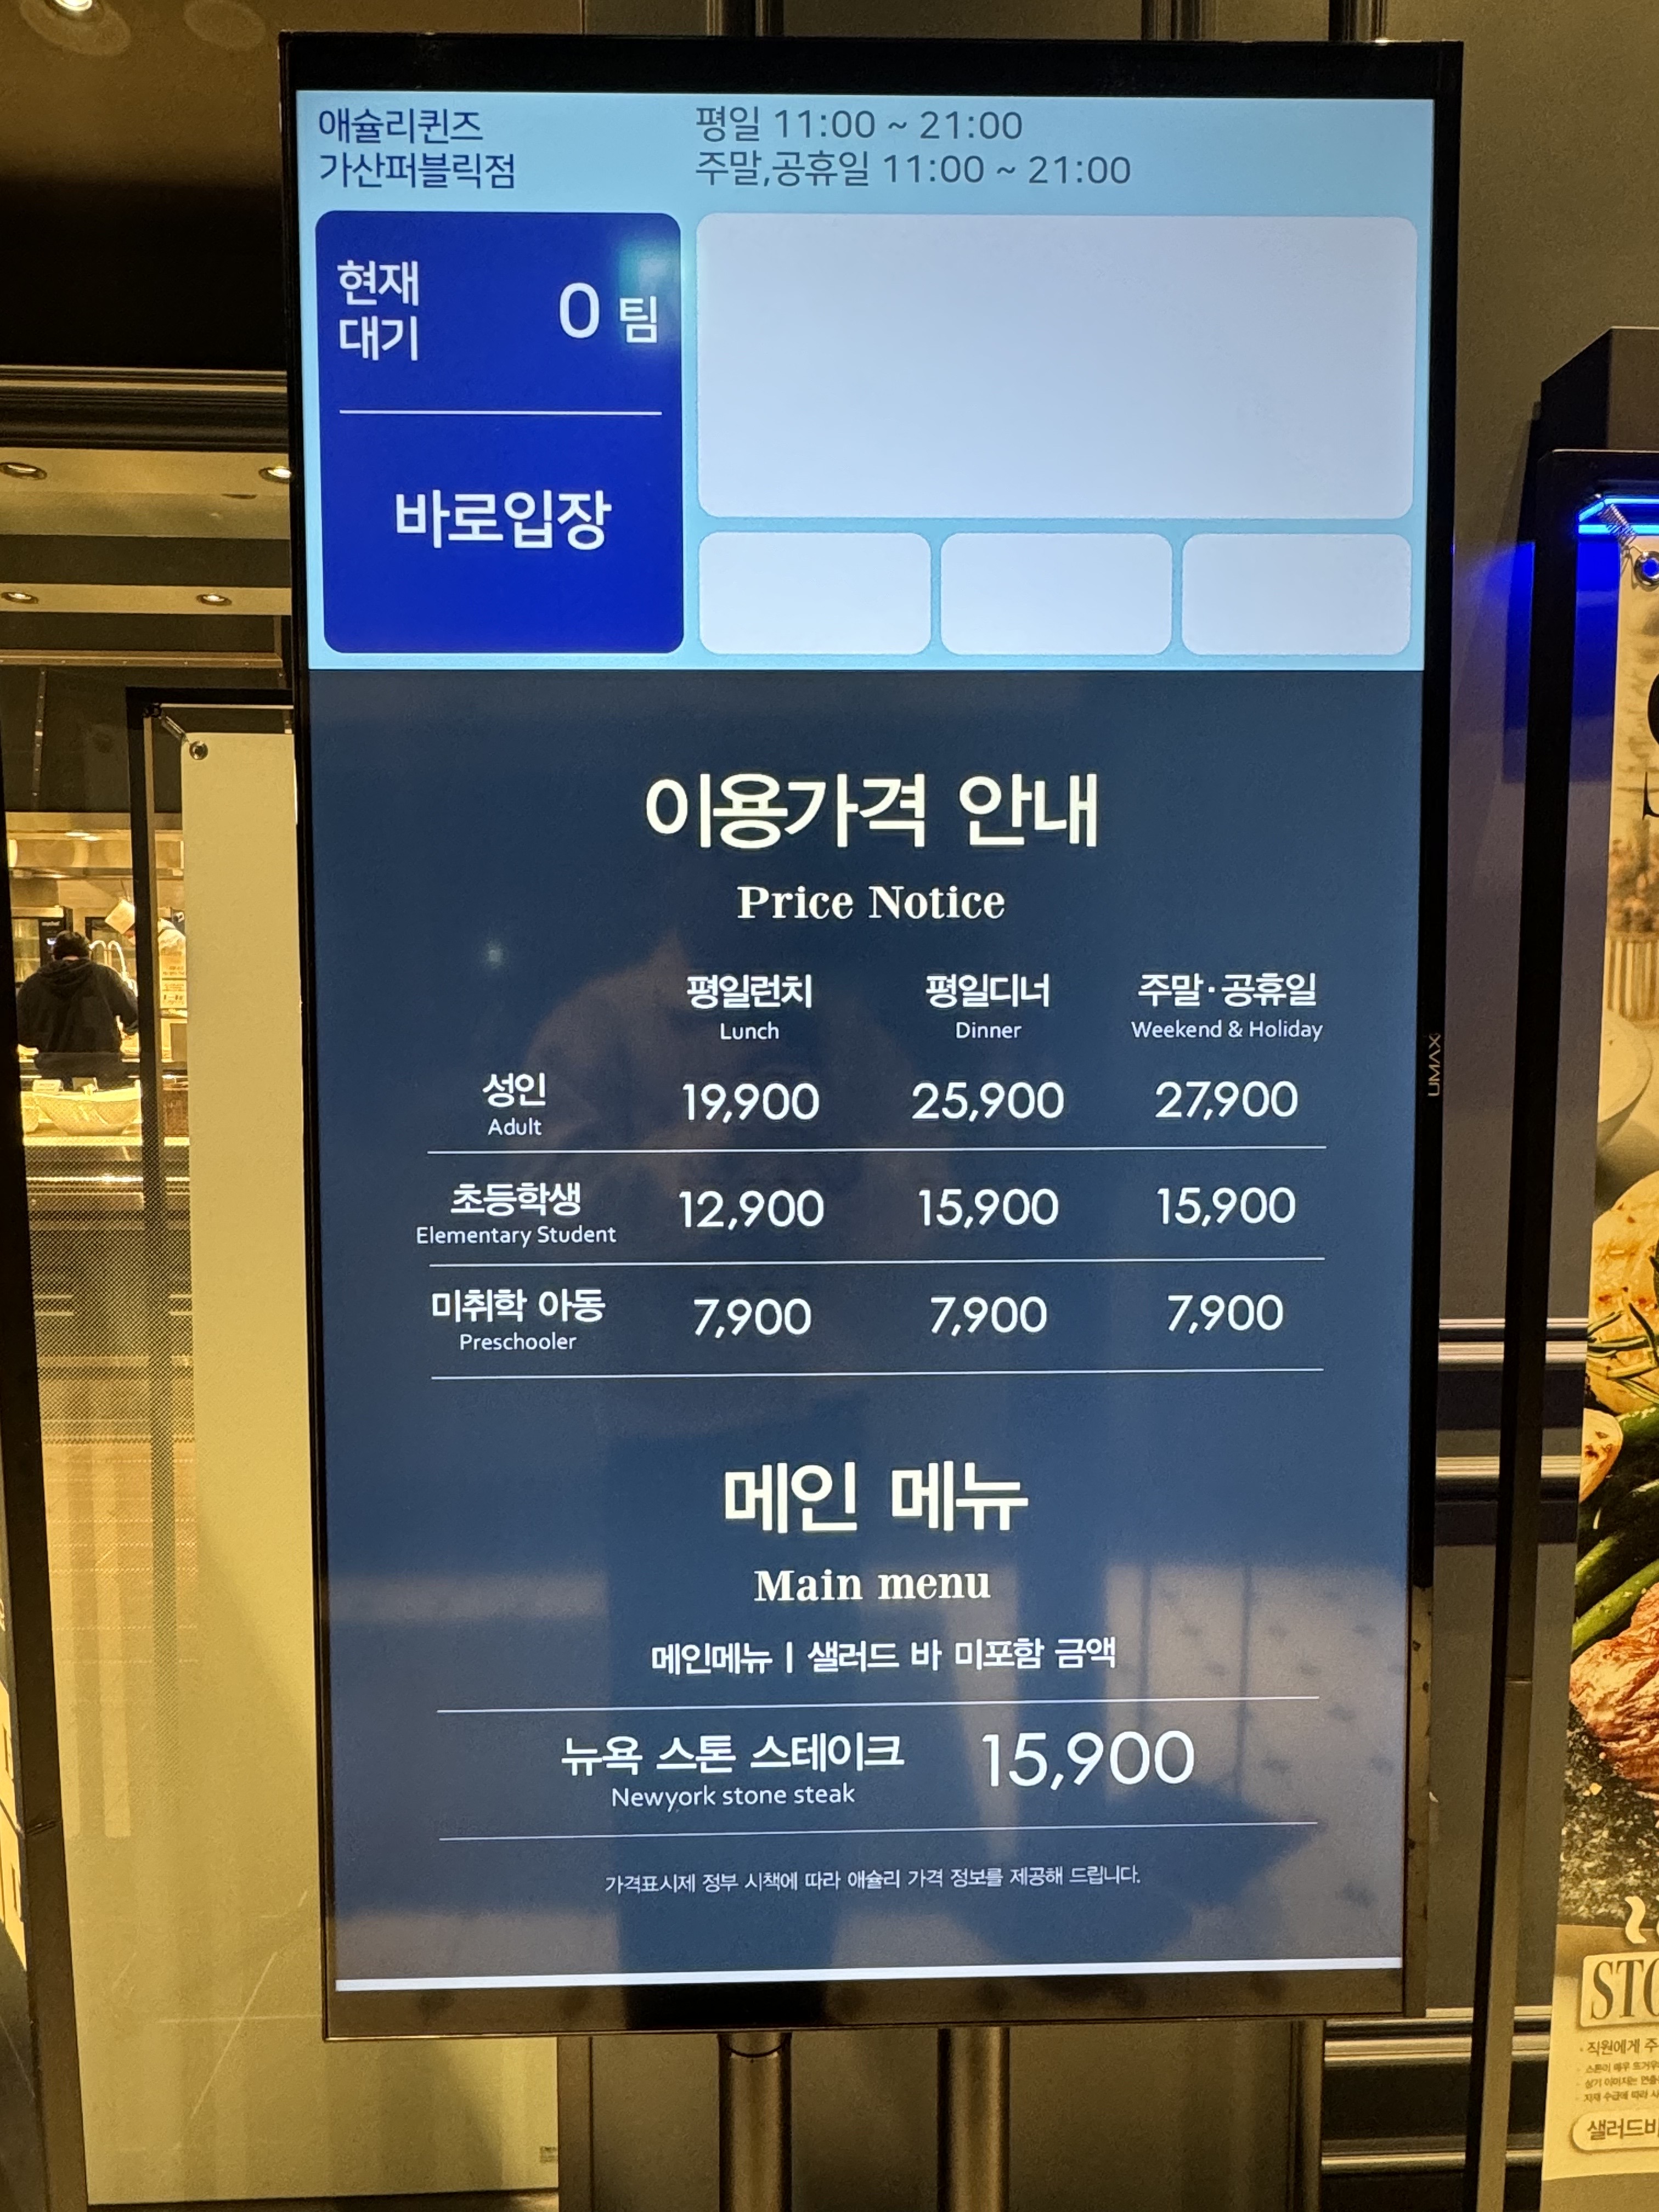 애슐리퀸즈
가산퍼블릭점
평일 11:00 ~ 21:00
주말,공휴일 11:00 ~ 21:00
현재
대기
0 팀
바로입장
이용가격 안내
Price Notice
평일런치 평일디너 주말·공휴일
Lunch Dinner Weekend & Holiday
성인 19,900 25,900 27,900
Adult
초등학생 12,900 15,900 15,900
Elementary Student
미취학 아동 7,900 7,900 7,900
Preschooler
메인 메뉴
Main menu
메인메뉴 | 샐러드 바 미포함 금액
뉴욕 스톤 스테이크 15,900
Newyork stone steak
가격표시제 정부 시책에 따라 애슐리 가격 정보를 제공해 드립니다.
UMAX
STO
직원에게 주
샐러드바